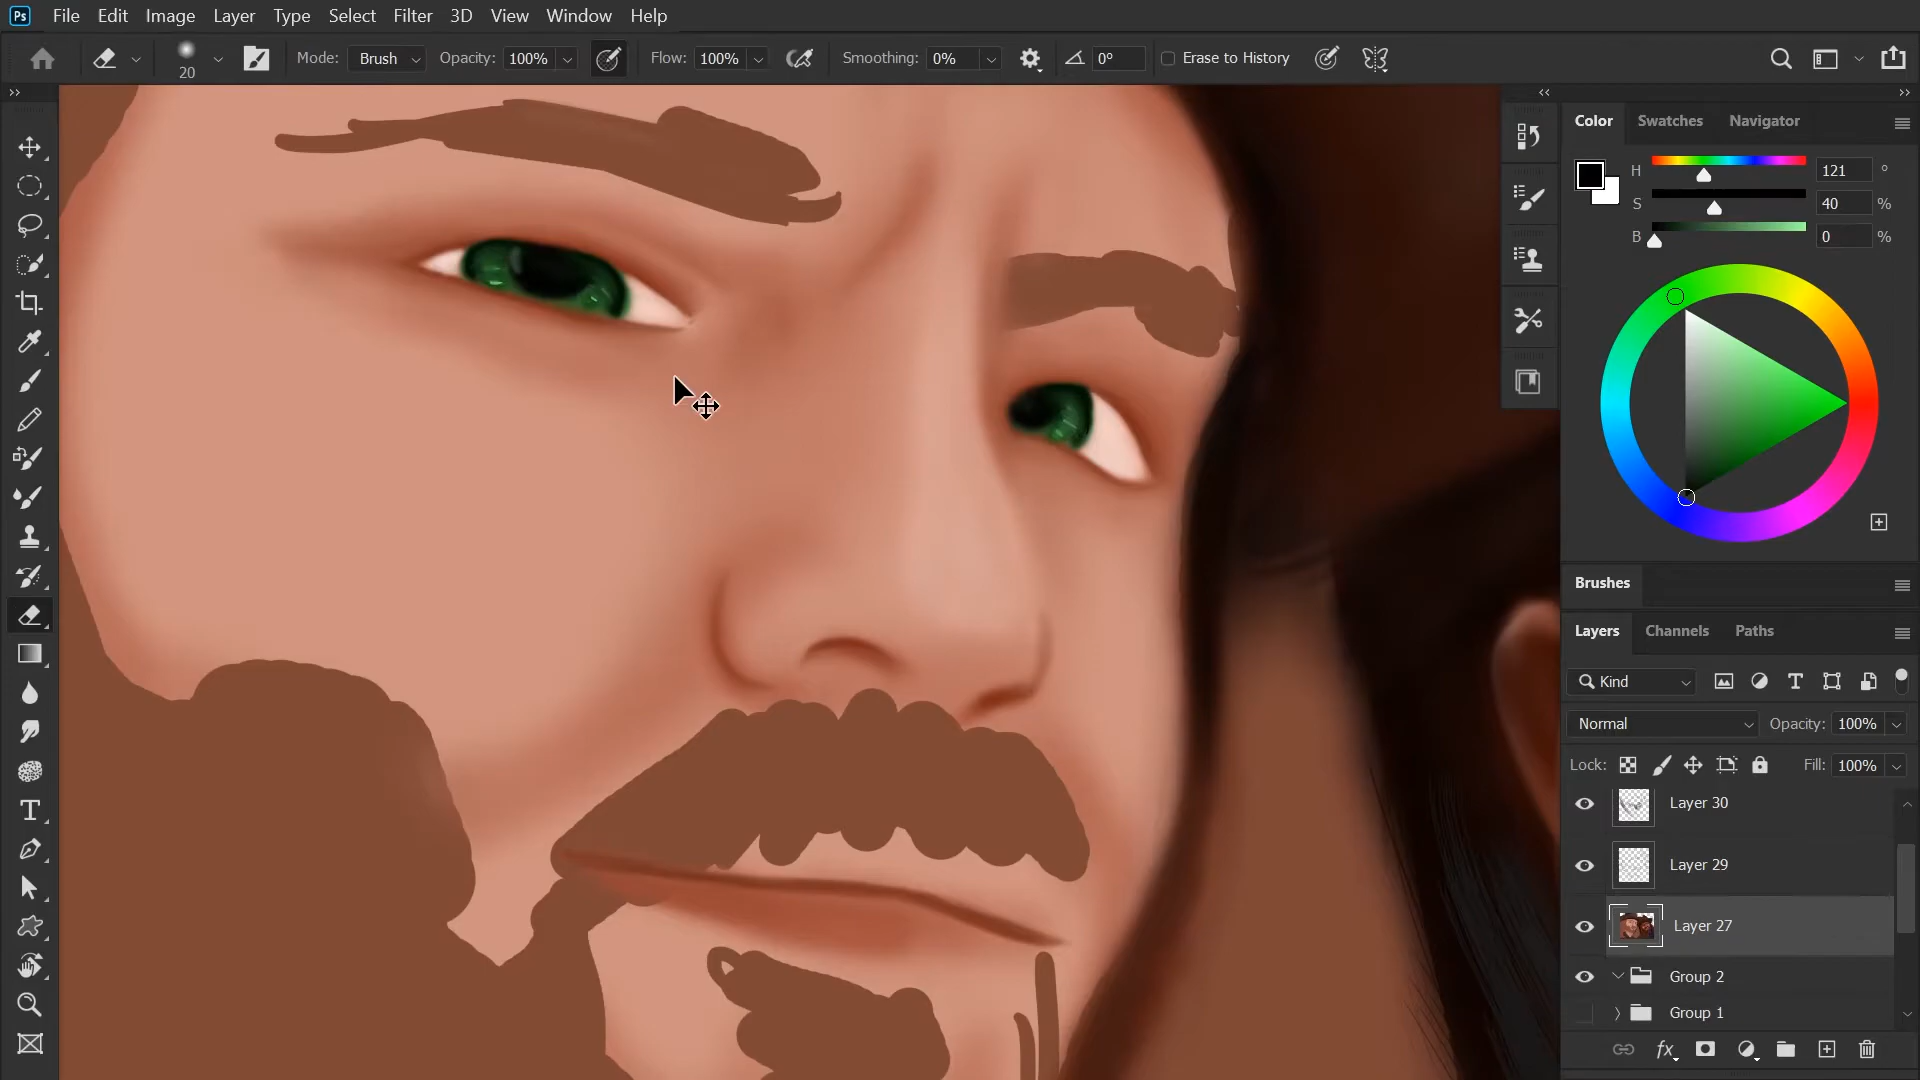 Ps File Edit Image Layer Type Select Filter 3D View Window Help
20 Mode: Brush Opacity: 100% Flow: 100% Smoothing: 0% 0° Erase to History
Color Swatches Navigator
H 121 °
S 40 %
B 0 %
Brushes
Layers Channels Paths
Kind
Normal Opacity: 100%
Lock: Fill: 100%
Layer 30
Layer 29
Layer 27
Group 2
Group 1
fx